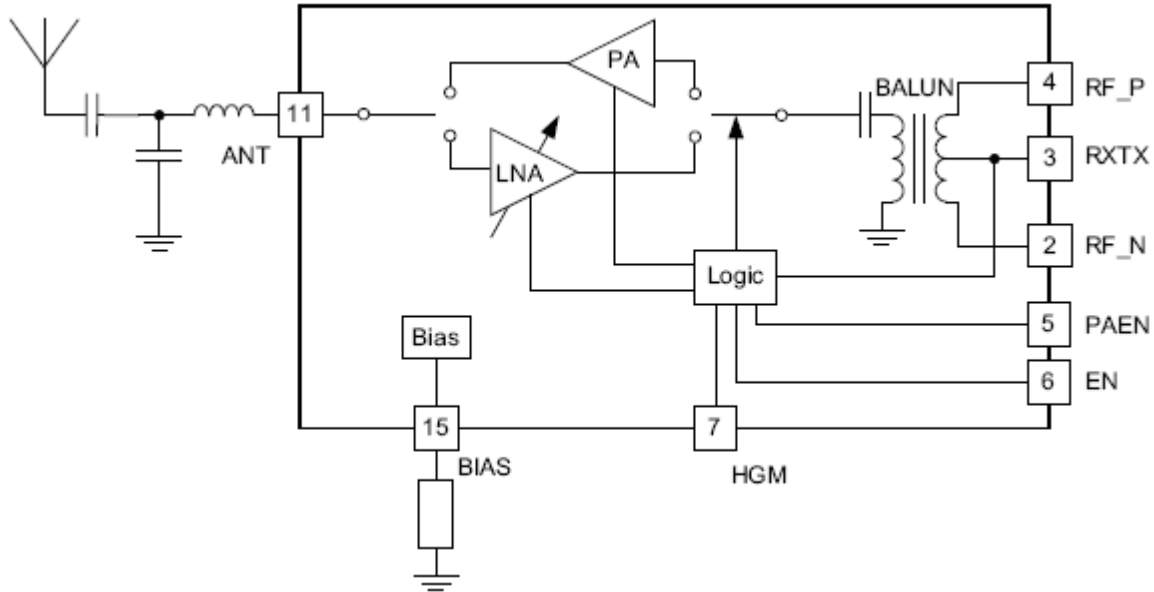 PA
BALUN
4
RF_P
11
ANT
LNA
3
RXTX
2
RF_N
Logic
Bias
5
PAEN
6
EN
15
BIAS
7
HGM